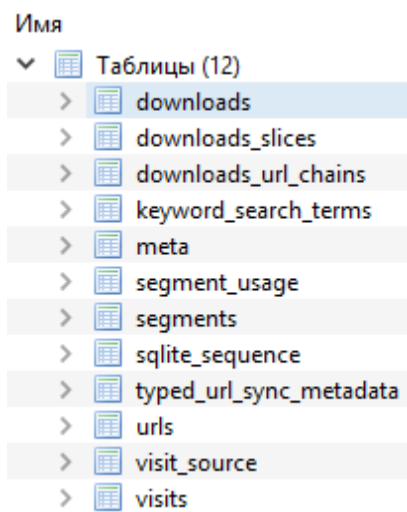 Имя
Таблицы (12)
downloads
downloads_slices
downloads_url_chains
keyword_search_terms
meta
segment_usage
segments
sqlite_sequence
typed_url_sync_metadata
urls
visit_source
visits